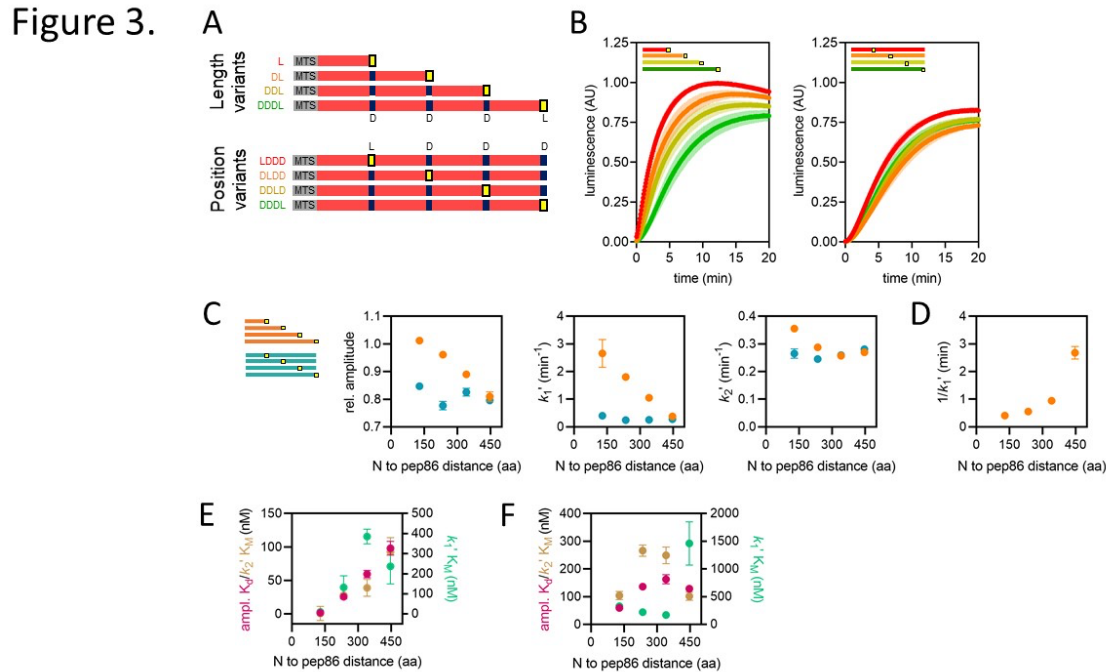 Figure 3.
A
Length variants
L
MTS
DL
MTS
DDL
MTS
DDDL
MTS
D D D L
Position variants
L D D D
LDDD
MTS
DLDD
MTS
DDLD
MTS
DDDL
MTS
B
luminescence (AU)
1.25
1.00
0.75
0.50
0.25
0.00
0 5 10 15 20
time (min)
luminescence (AU)
1.25
1.00
0.75
0.50
0.25
0.00
0 5 10 15 20
time (min)
C
rel. amplitude
1.1
1.0
0.9
0.8
0.7
0 150 300 450
N to pep86 distance (aa)
k1' (min-1)
4
3
2
1
0
0 150 300 450
N to pep86 distance (aa)
k2' (min-1)
0.4
0.3
0.2
0.1
0.0
0 150 300 450
N to pep86 distance (aa)
D
1/k1' (min)
4
3
2
1
0
0 150 300 450
N to pep86 distance (aa)
E
ampl. Kd/k2' KM (nM)
150
100
50
0
500
400
300
200
100
0
k1' KM (nM)
0 150 300 450
N to pep86 distance (aa)
F
ampl. Kd/k2' KM (nM)
400
300
200
100
0
2000
1500
1000
500
0
k1' KM (nM)
0 150 300 450
N to pep86 distance (aa)